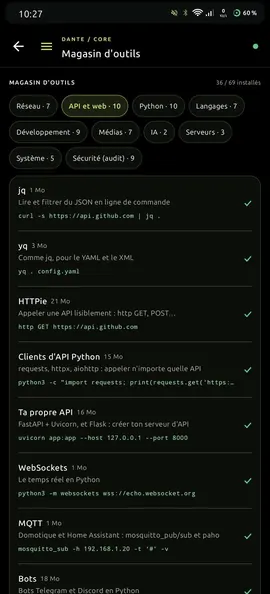 10:27
60 %
DANTE / CORE
Magasin d'outils
MAGASIN D'OUTILS
36 / 69 installés
Réseau · 7
API et web · 10
Python · 10
Langages · 7
Développement · 9
Médias · 7
IA · 2
Serveurs · 3
Système · 5
Sécurité (audit) · 9
jq 1 Mo
Lire et filtrer du JSON en ligne de commande
curl -s https://api.github.com | jq .
yq 3 Mo
Comme jq, pour le YAML et le XML
yq . config.yaml
HTTPie 21 Mo
Appeler une API lisiblement : http GET, POST…
http GET https://api.github.com
Clients d'API Python 15 Mo
requests, httpx, aiohttp : appeler n'importe quelle API
python3 -c "import requests; print(requests.get('https:…
Ta propre API 16 Mo
FastAPI + Uvicorn, et Flask : créer ton serveur d'API
uvicorn app:app --host 127.0.0.1 --port 8000
WebSockets 1 Mo
Le temps réel en Python
python3 -m websockets wss://echo.websocket.org
MQTT 1 Mo
Domotique et Home Assistant : mosquitto_pub/sub et paho
mosquitto_sub -h 192.168.1.20 -t '#' -v
Bots 18 Mo
Bots Telegram et Discord en Python